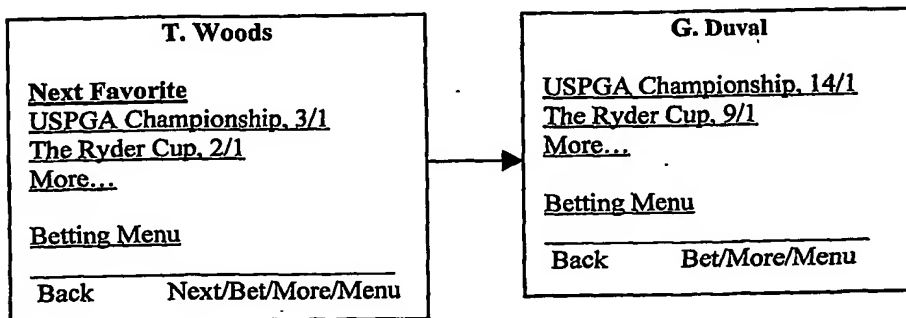 T. Woods
Next Favorite
USPGA Championship, 3/1
The Ryder Cup, 2/1
More...
Betting Menu
Back Next/Bet/More/Menu
G. Duval
USPGA Championship, 14/1
The Ryder Cup, 9/1
More...
Betting Menu
Back Bet/More/Menu